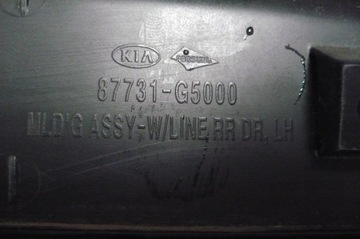 KIA
87731-G5000
MLD'G ASSY-W/LINE RR DR, LH